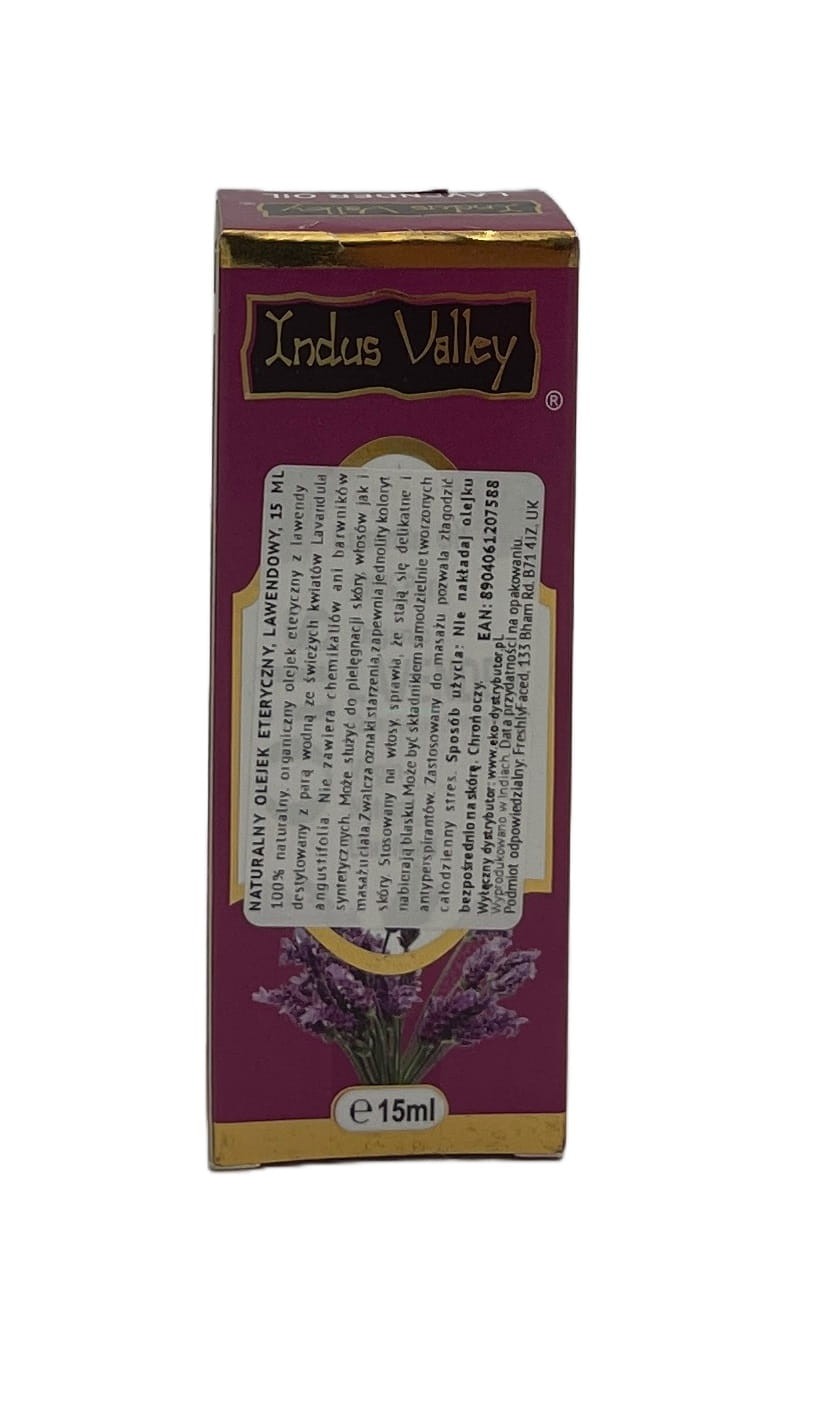 LAVENDER OIL
Indus Valley
Indus Valley
®
NATURALNY OLEJEK ETERYCZNY, LAWENDOWY, 15 ML
100% naturalny, organiczny olejek eteryczny z lawendy
destylowany z parą wodną ze świeżych kwiatów Lavandula
angustifolia. Nie zawiera chemikaliów ani barwników
syntetycznych. Może służyć do pielęgnacji skóry, włosów jak i
masażu ciała. Zwalcza oznaki starzenia, zapewnia jednolity koloryt
skóry. Stosowany na włosy, sprawia, że stają się delikatne i
nabierają blasku. Może być składnikiem samodzielnie tworzonych
antyperspirantów. Zastosowany do masażu pozwala złagodzić
całodzienny stres. Sposób użycia: Nie nakładaj olejku
bezpośrednio na skórę. Chroń oczy. EAN: 8904061207588
Wyłączny dystrybutor: www.eko-dystrybutor.pl
Wyprodukowano w Indiach. Data przydatności na opakowaniu.
Podmiot odpowiedzialny: FreshlyFaced, 133 Bham Rd. B71 4JZ, UK
e 15ml